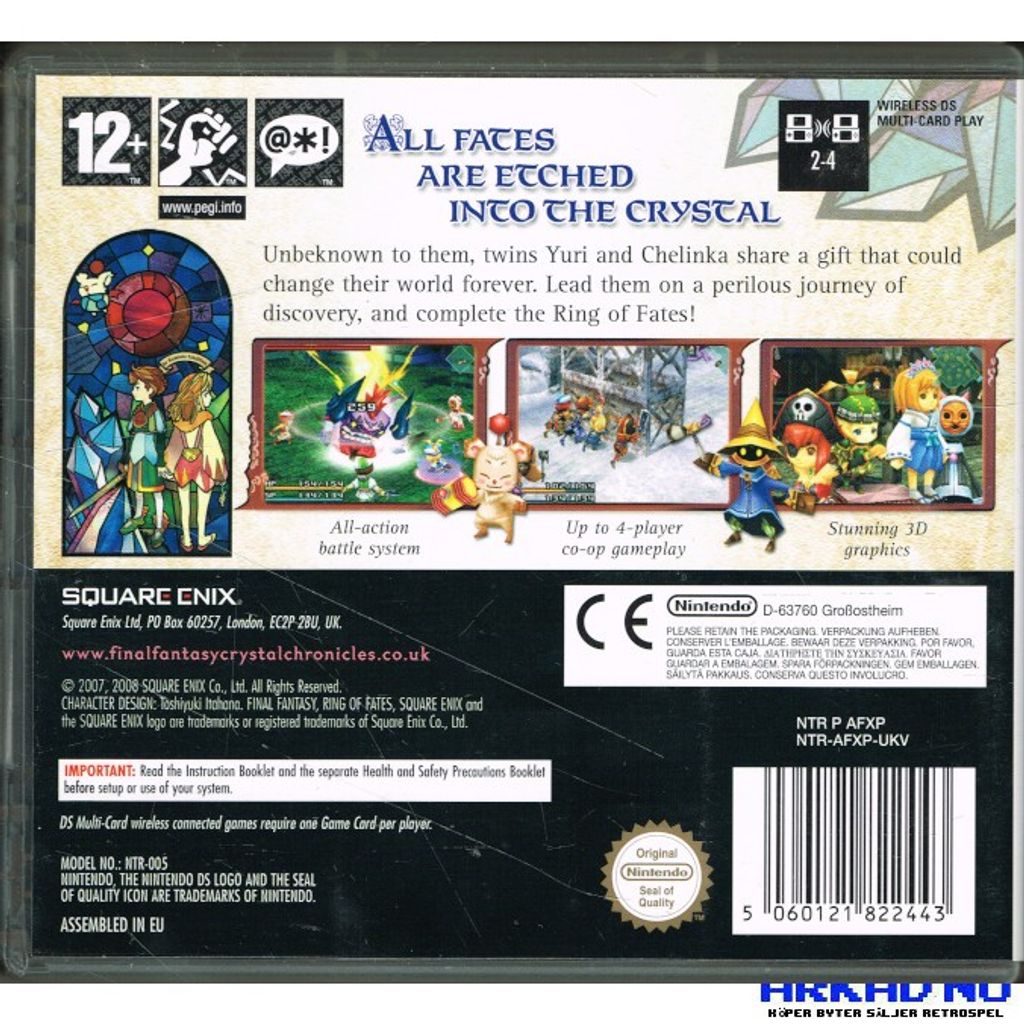 12+
TM
TM
@*!
TM
www.pegi.info
ALL FATES
ARE ETCHED
INTO THE CRYSTAL
2-4
WIRELESS DS
MULTI-CARD PLAY
Unbeknown to them, twins Yuri and Chelinka share a gift that could
change their world forever. Lead them on a perilous journey of
discovery, and complete the Ring of Fates!
259
HP
SP
All-action
battle system
Up to 4-player
co-op gameplay
Stunning 3D
graphics
SQUARE ENIX®
Square Enix Ltd, PO Box 60257, London, EC2P-2BU, UK.
www.finalfantasycrystalchronicles.co.uk
© 2007, 2008 SQUARE ENIX Co., Ltd. All Rights Reserved.
CHARACTER DESIGN: Toshiyuki Itahana. FINAL FANTASY, RING OF FATES, SQUARE ENIX and
the SQUARE ENIX logo are trademarks or registered trademarks of Square Enix Co., Ltd.
CE
Nintendo® D-63760 Großostheim
PLEASE RETAIN THE PACKAGING. VERPACKUNG AUFHEBEN.
CONSERVER L'EMBALLAGE. BEWAAR DEZE VERPAKKING. POR FAVOR,
GUARDA ESTA CAJA. ΔΙΑΤΗΡΗΣΤΕ ΤΗΝ ΣΥΣΚΕΥΑΣΙΑ. FAVOR
GUARDAR A EMBALAGEM. SPARA FÖRPACKNINGEN. GEM EMBALLAGEN.
SÄILYTÄ PAKKAUS. CONSERVA QUESTO INVOLUCRO.
NTR P AFXP
NTR-AFXP-UKV
IMPORTANT: Read the Instruction Booklet and the separate Health and Safety Precautions Booklet
before setup or use of your system.
DS Multi-Card wireless connected games require one Game Card per player.
MODEL NO.: NTR-005
NINTENDO, THE NINTENDO DS LOGO AND THE SEAL
OF QUALITY ICON ARE TRADEMARKS OF NINTENDO.
ASSEMBLED IN EU
Original
Nintendo
Seal of
Quality
TM
5 060121 822443
ARKAD NU
KÖPER BYTER SÄLJER RETROSPEL